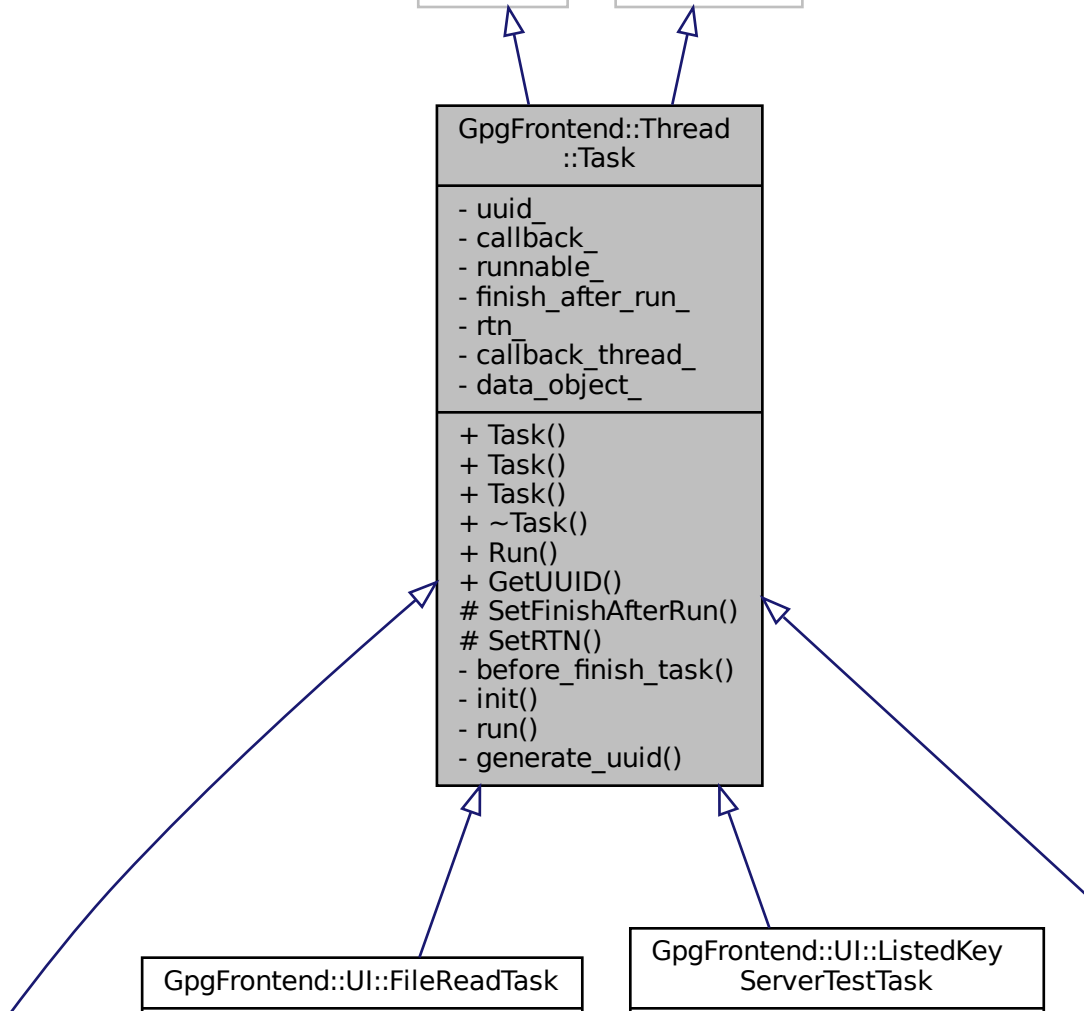 GpgFrontend::Thread
::Task
- uuid_
- callback_
- runnable_
- finish_after_run_
- rtn_
- callback_thread_
- data_object_
+ Task()
+ Task()
+ Task()
+ ~Task()
+ Run()
+ GetUUID()
# SetFinishAfterRun()
# SetRTN()
- before_finish_task()
- init()
- run()
- generate_uuid()
GpgFrontend::UI::FileReadTask
GpgFrontend::UI::ListedKey
ServerTestTask